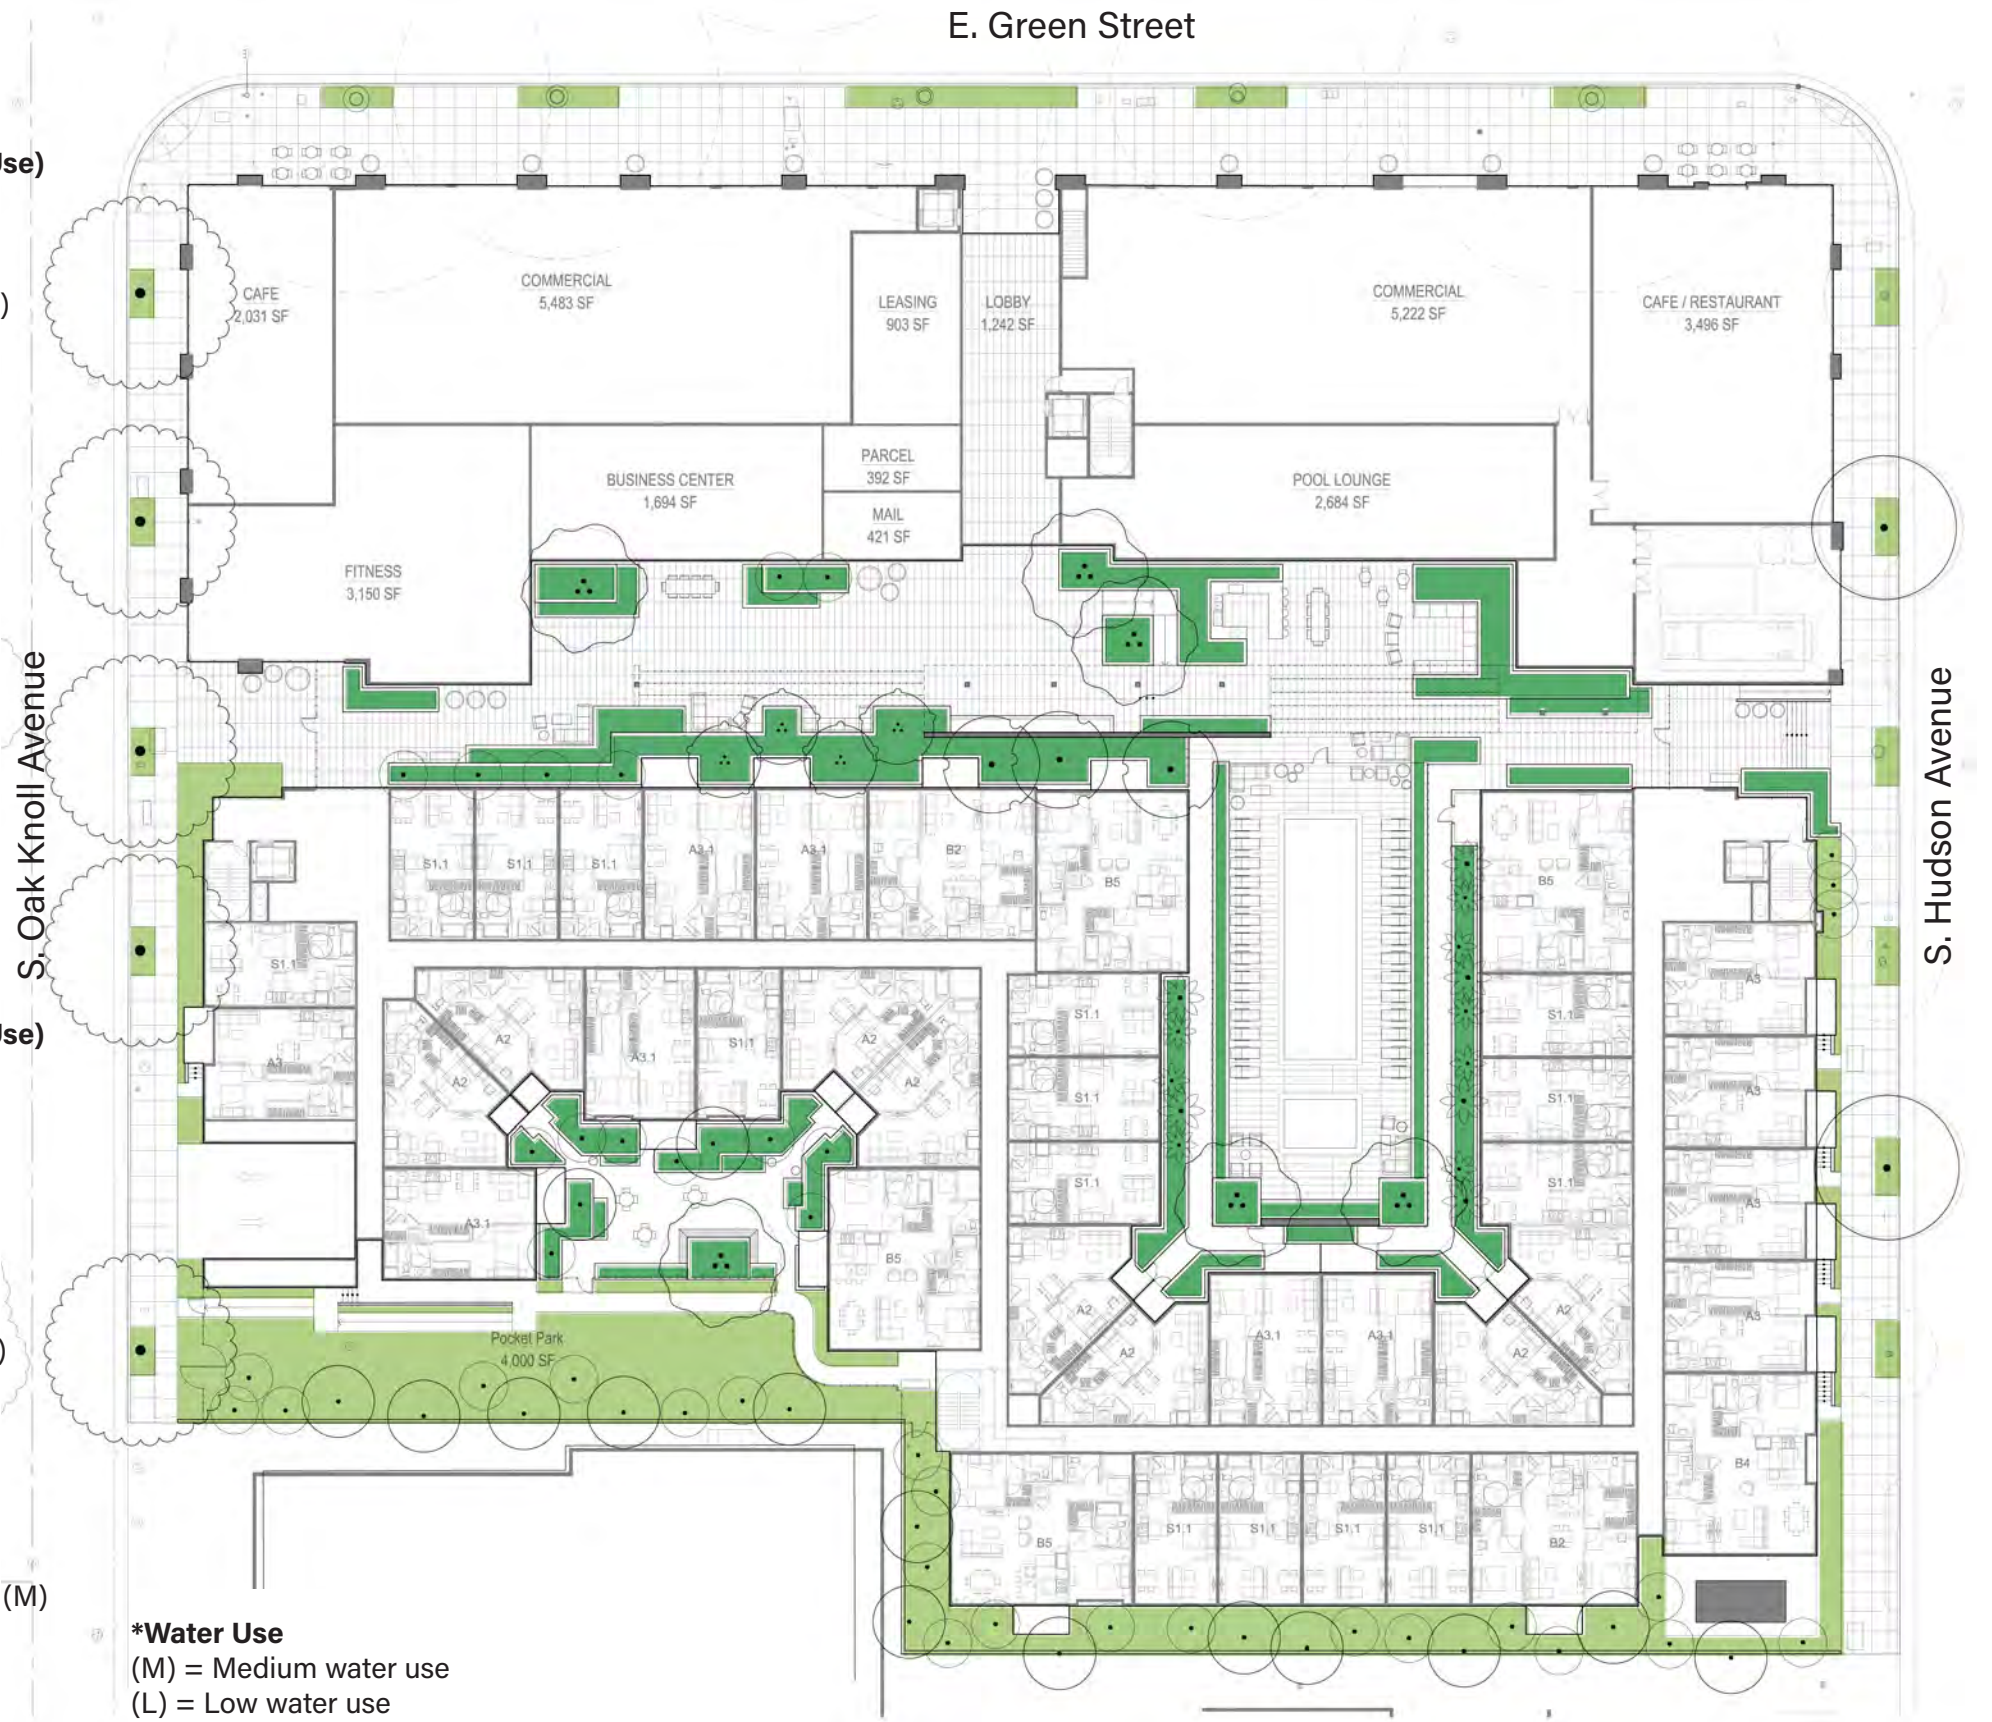 E. Green Street
Use)
)
CAFE
2,031 SF
COMMERCIAL
5,483 SF
LEASING
903 SF
LOBBY
1,242 SF
COMMERCIAL
5,222 SF
CAFE / RESTAURANT
3,496 SF
BUSINESS CENTER
1,694 SF
PARCEL
392 SF
MAIL
421 SF
POOL LOUNGE
2,684 SF
FITNESS
3,150 SF
S. Oak Knoll Avenue
S. Hudson Avenue
S1.1
S1.1
S1.1
A3.1
A3.1
B2
B5
B5
S1.1
A3
A2
A2
A3.1
S1.1
A2
A2
S1.1
S1.1
A3
Use)
A3.1
B5
S1.1
S1.1
A3
S1.1
S1.1
A3
A2
A2
A3.1
A3.1
A2
A2
A3
)
Pocket Park
4,000 SF
B4
B5
S1.1
S1.1
S1.1
S1.1
B2
(M)
*Water Use
(M) = Medium water use
(L) = Low water use